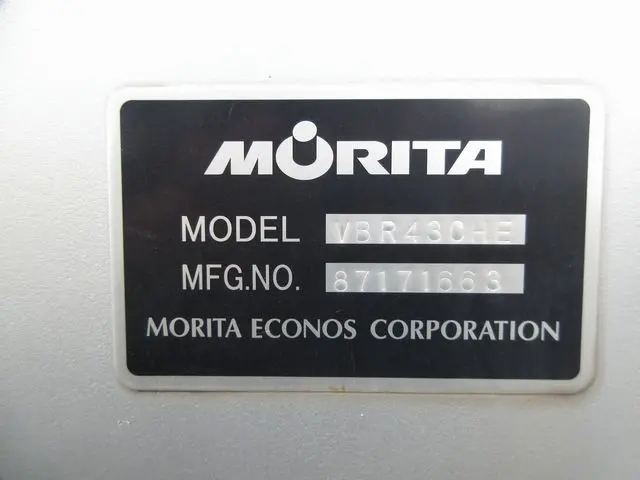 MORITA
MODEL VBR43CHE
MFG.NO. 87171663
MORITA ECONOS CORPORATION